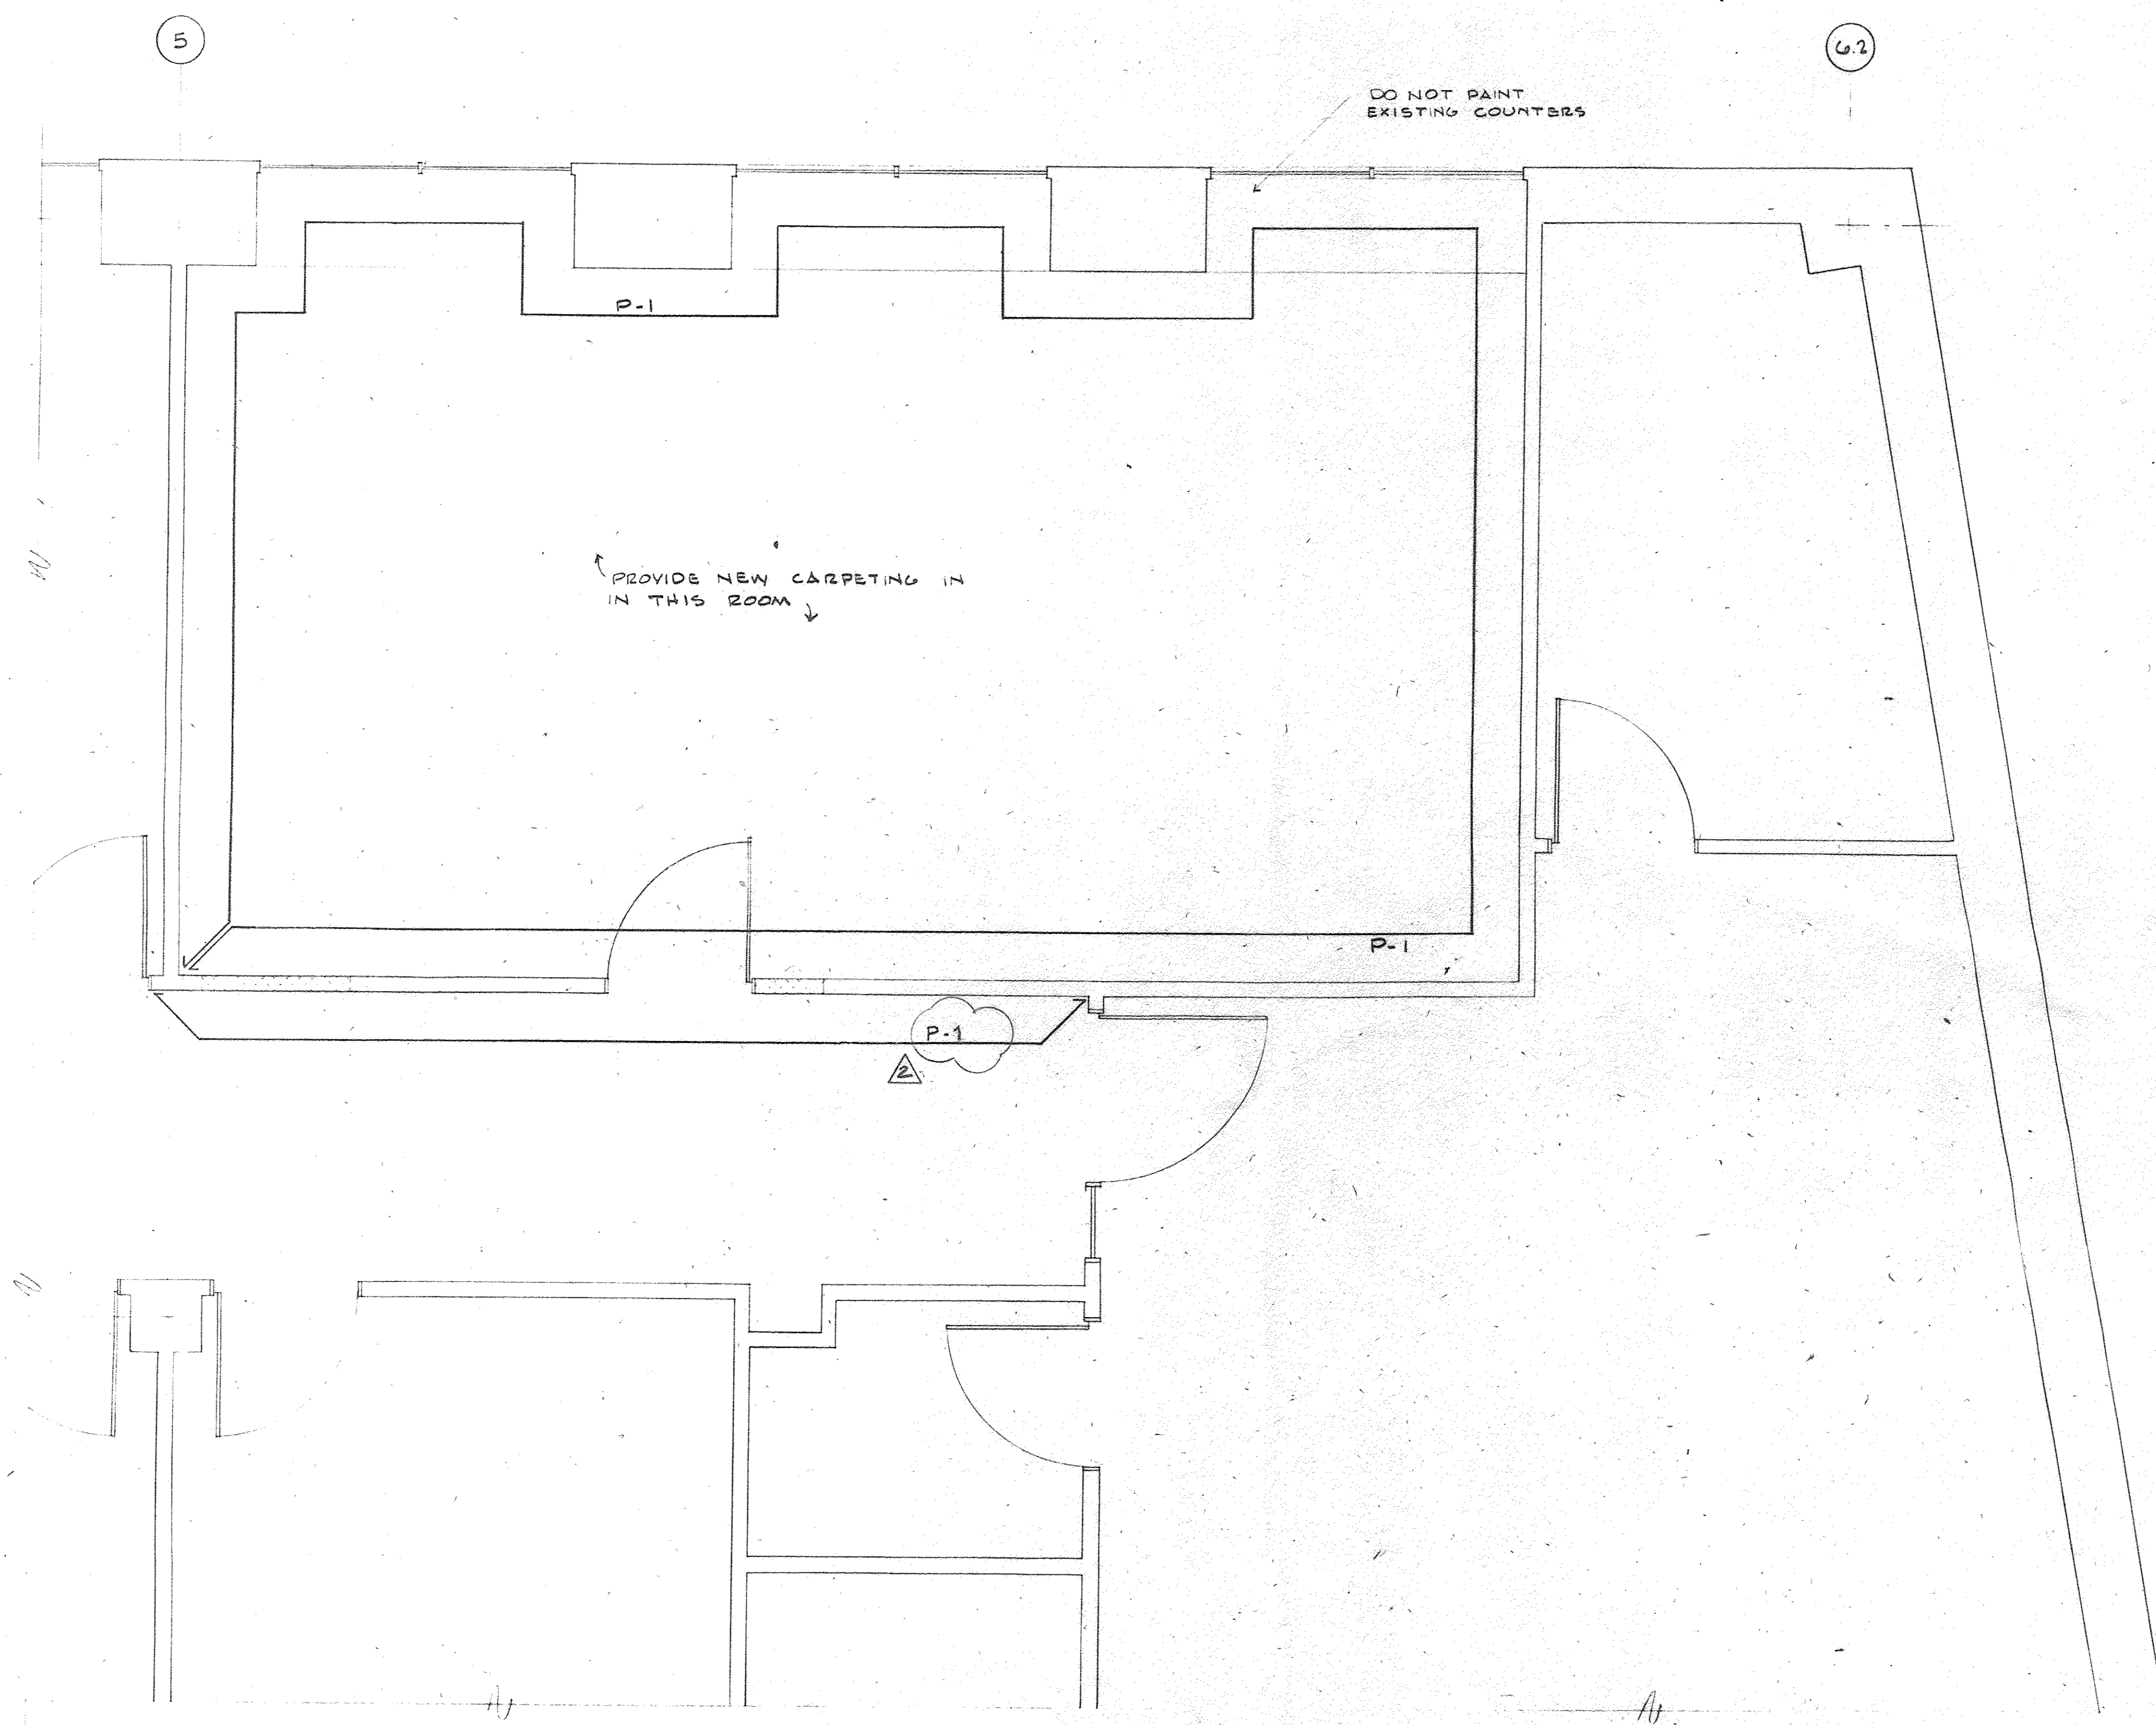 5
6.2
DO NOT PAINT
EXISTING COUNTERS
P-1
PROVIDE NEW CARPETING IN
IN THIS ROOM
P-1
P-1
2